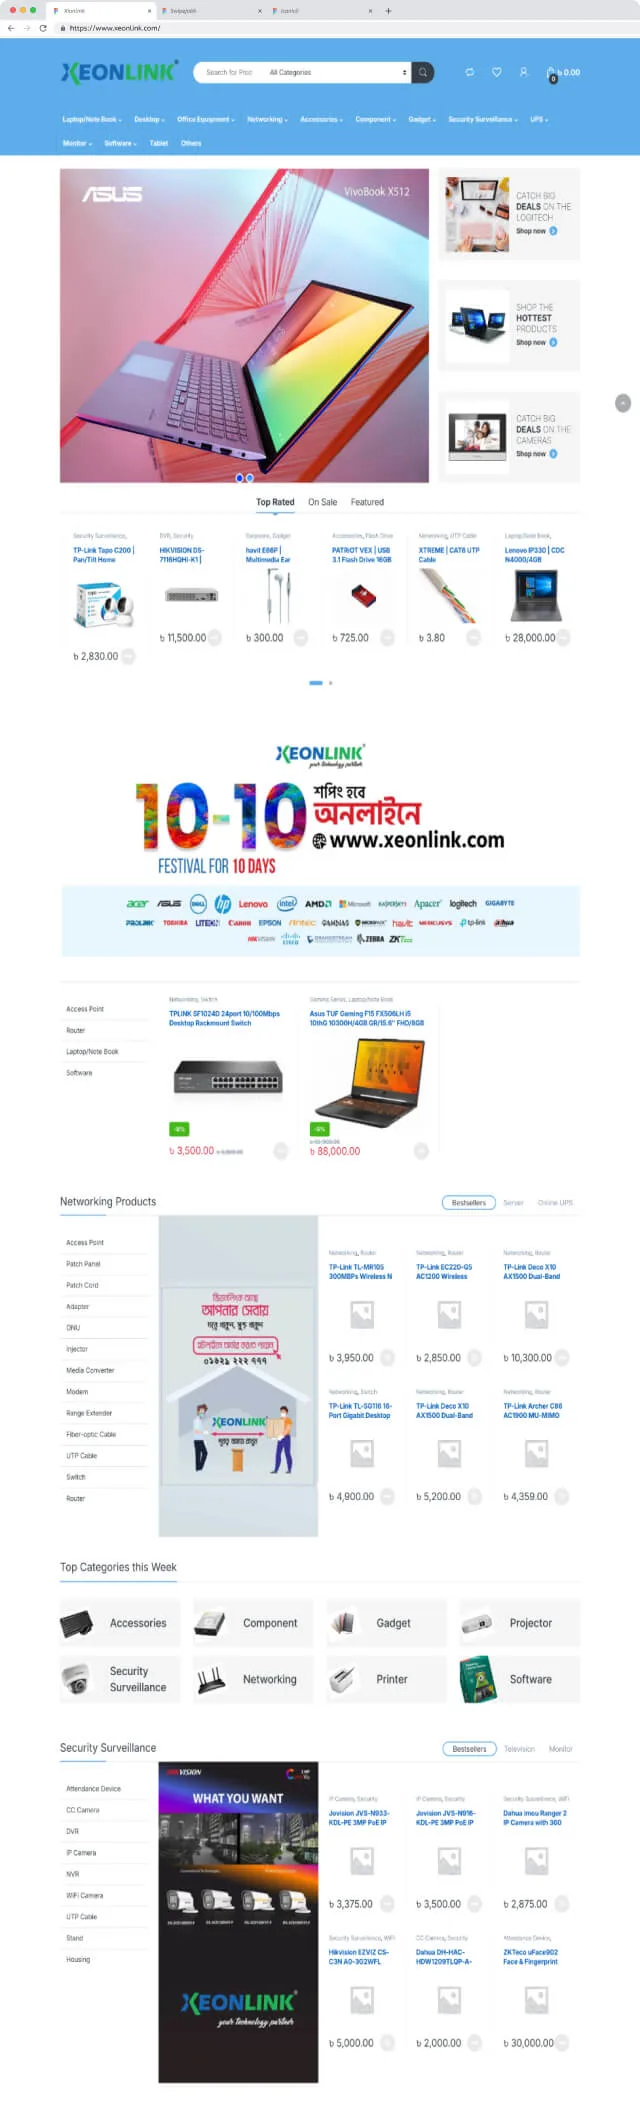 Xeonlink
https://www.xeonlink.com/
XEONLINK
Search for Proc
All Categories
৳ 0.00
0
Laptop/Note Book
Desktop
Office Equipment
Networking
Accessories
Component
Gadget
Security Surveillance
UPS
Monitor
Software
Tablet
Others
ASUS
VivoBook X512
CATCH BIG
DEALS ON THE
LOGITECH
Shop now
SHOP THE
HOTTEST
PRODUCTS
Shop now
CATCH BIG
DEALS ON THE
CAMERAS
Shop now
Top Rated
On Sale
Featured
Security Surveillance,
TP-Link Tapo C200 |
Pan/Tilt Home
৳ 2,830.00
DVR, Security
HIKVISION DS-
7116HQHI-K1 |
৳ 11,500.00
Earphone, Gadget
havit E66P |
Multimedia Ear
৳ 300.00
Accessories, Flash Drive
PATRIOT VEX | USB
3.1 Flash Drive 16GB
৳ 725.00
Networking, UTP Cable
XTREME | CAT6 UTP
Cable
৳ 3.80
Laptop/Note Book,
Lenovo IP330 | CDC
N4000/4GB
৳ 28,000.00
XEONLINK
your technology partner
10-10
FESTIVAL FOR 10 DAYS
শপিং হবে
অনলাইনে
www.xeonlink.com
acer
ASUS
DELL
hp
Lenovo
intel
AMD
Microsoft
KASPERSKY
Apacer
logitech
GIGABYTE
PROLINK
TOSHIBA
LITEON
Canon
EPSON
Antec
GAMDIAS
MICROPACK
havit
MERCUSYS
tp-link
alhua
HIKVISION
CISCO
GRANDSTREAM
ZEBRA
ZKTeco
Access Point
Router
Laptop/Note Book
Software
Networking, Switch
TPLINK SF1024D 24port 10/100Mbps
Desktop Rackmount Switch
৳ 3,500.00
Gaming Series, Laptop/Note Book
Asus TUF Gaming F15 FX506LH i5
10thG 10300H/4GB GR/15.6" FHD/8GB
৳ 88,000.00
Networking Products
Bestsellers
Server
Online UPS
Access Point
Patch Panel
Patch Cord
Adapter
ONU
Injector
Media Converter
Modem
Range Extender
Fiber-optic Cable
UTP Cable
Switch
Router
আপনার সেবায়
০১৬২৯ ২২২ ৭৭৭
XEONLINK
Networking, Router
TP-Link TL-MR105
300MBPs Wireless N
৳ 3,950.00
Networking, Router
TP-Link EC220-G5
AC1200 Wireless
৳ 2,850.00
Networking, Router
TP-Link Deco X10
AX1500 Dual-Band
৳ 10,300.00
Networking, Switch
TP-Link TL-SG116 16-
Port Gigabit Desktop
৳ 4,900.00
Networking, Router
TP-Link Deco X10
AX1500 Dual-Band
৳ 5,200.00
Networking, Router
TP-Link Archer C86
AC1900 MU-MIMO
৳ 4,359.00
Top Categories this Week
Accessories
Component
Gadget
Projector
Security
Surveillance
Networking
Printer
Software
Security Surveillance
Bestsellers
Television
Monitor
Attendance Device
CC Camera
DVR
IP Camera
NVR
WiFi Camera
UTP Cable
Stand
Housing
HIKVISION
WHAT YOU WANT
XEONLINK
your technology partner
IP Camera, Security
Jovision JVS-N933-
KDL-PE 3MP PoE IP
৳ 3,375.00
IP Camera, Security
Jovision JVS-N916-
KDL-PE 3MP PoE IP
৳ 3,500.00
Security Surveillance, WiFi
Dahua Imou Ranger 2
IP Camera with 360
৳ 2,875.00
Security Surveillance, WiFi
Hikvision EZVIZ CS-
C3N A0-302WFL
৳ 5,000.00
CC Camera, Security
Dahua DH-HAC-
HDW1209TLQP-A-
৳ 2,000.00
Attendance Device,
ZKTeco uFace902
Face & Fingerprint
৳ 30,000.00